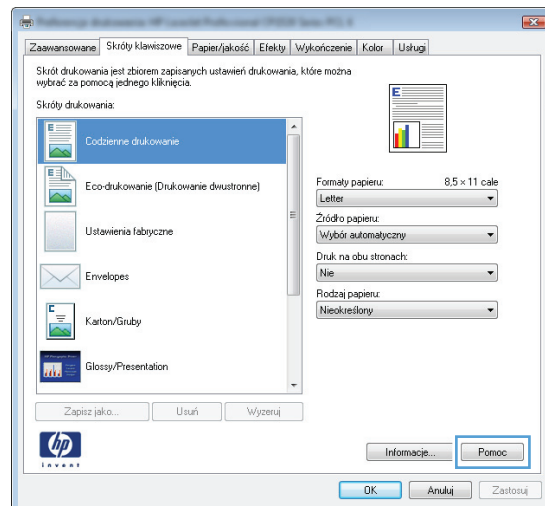 Zaawansowane Skróty klawiszowe Papier/jakość Efekty Wykończenie Kolor Usługi
Skrót drukowania jest zbiorem zapisanych ustawień drukowania, które można
wybrać za pomocą jednego kliknięcia.
Skróty drukowania:
Codzienne drukowanie
Eco-drukowanie (Drukowanie dwustronne)
Ustawienia fabryczne
Envelopes
Karton/Gruby
Glossy/Presentation
Zapisz jako... Usuń Wyzeruj
E
Formaty papieru: 8,5 × 11 cale
Letter
Źródło papieru:
Wybór automatyczny
Druk na obu stronach:
Nie
Rodzaj papieru:
Nieokreślony
hp
invent
Informacje... Pomoc
OK Anuluj Zastosuj